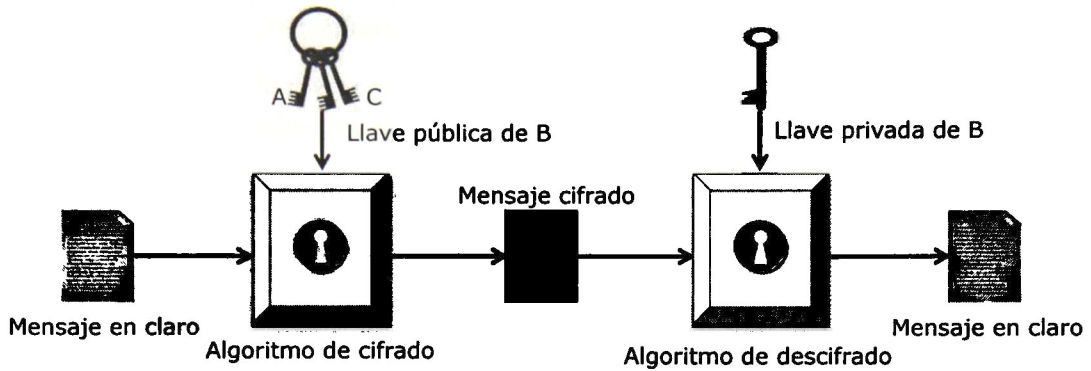 A C
Llave pública de B
Llave privada de B
Mensaje cifrado
Mensaje en claro
Algoritmo de cifrado
Algoritmo de descifrado
Mensaje en claro